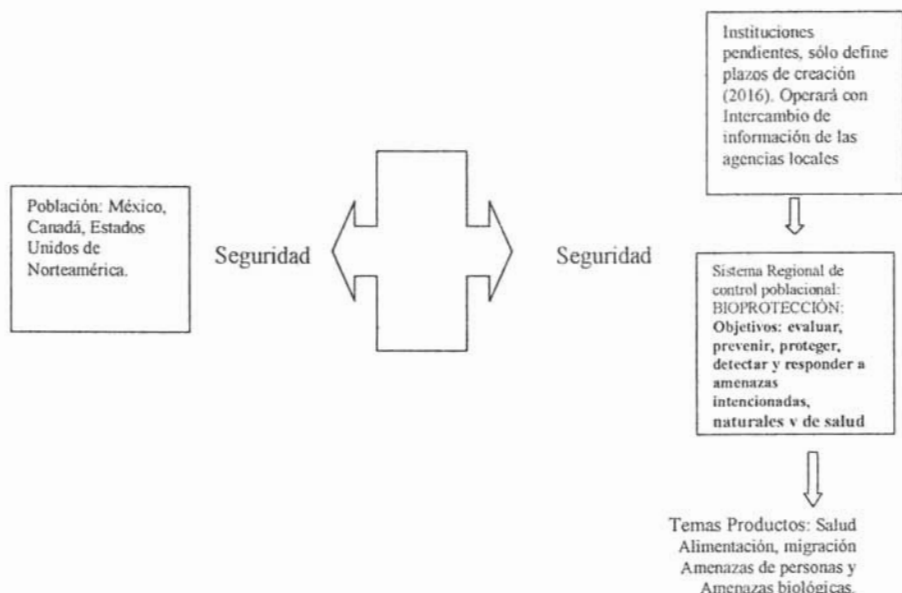 Instituciones
pendientes, sólo define
plazos de creación
(2016). Operará con
Intercambio de
información de las
agencias locales
Población: México,
Canadá, Estados
Unidos de
Norteamérica.
Seguridad
Seguridad
Sistema Regional de
control poblacional:
BIOPROTECCIÓN:
Objetivos: evaluar,
prevenir, proteger,
detectar y responder a
amenazas
intencionadas,
naturales y de salud
Temas Productos: Salud
Alimentación, migración
Amenazas de personas y
Amenazas biológicas.